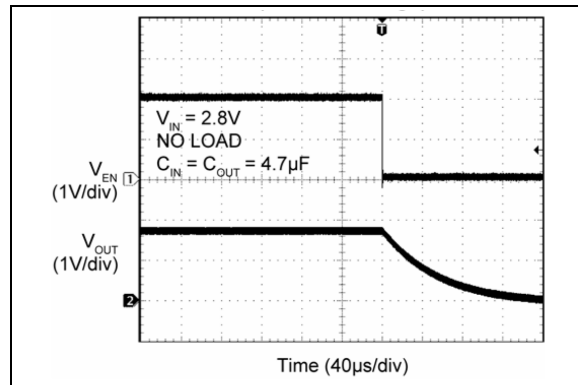 T
V_IN = 2.8V
NO LOAD
C_IN = C_OUT = 4.7µF
V_EN
1
(1V/div)
V_OUT
(1V/div)
2
Time (40µs/div)